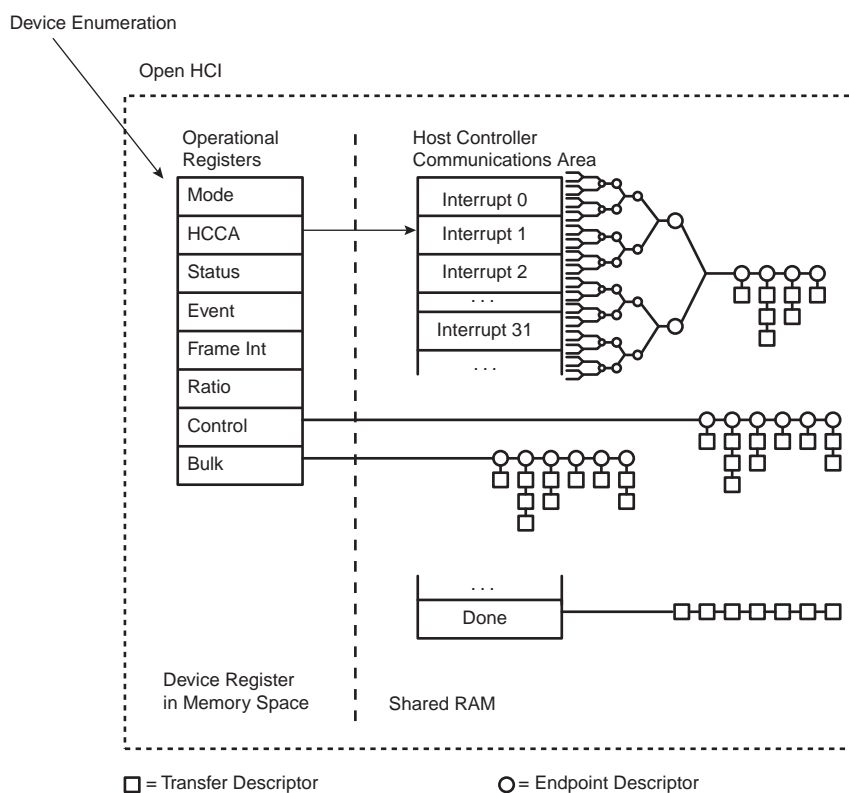 Device Enumeration
Open HCI
Operational
Registers
Mode
HCCA
Status
Event
Frame Int
Ratio
Control
Bulk
Host Controller
Communications Area
Interrupt 0
Interrupt 1
Interrupt 2
. . .
Interrupt 31
. . .
. . .
Done
Device Register
in Memory Space
Shared RAM
= Transfer Descriptor
= Endpoint Descriptor